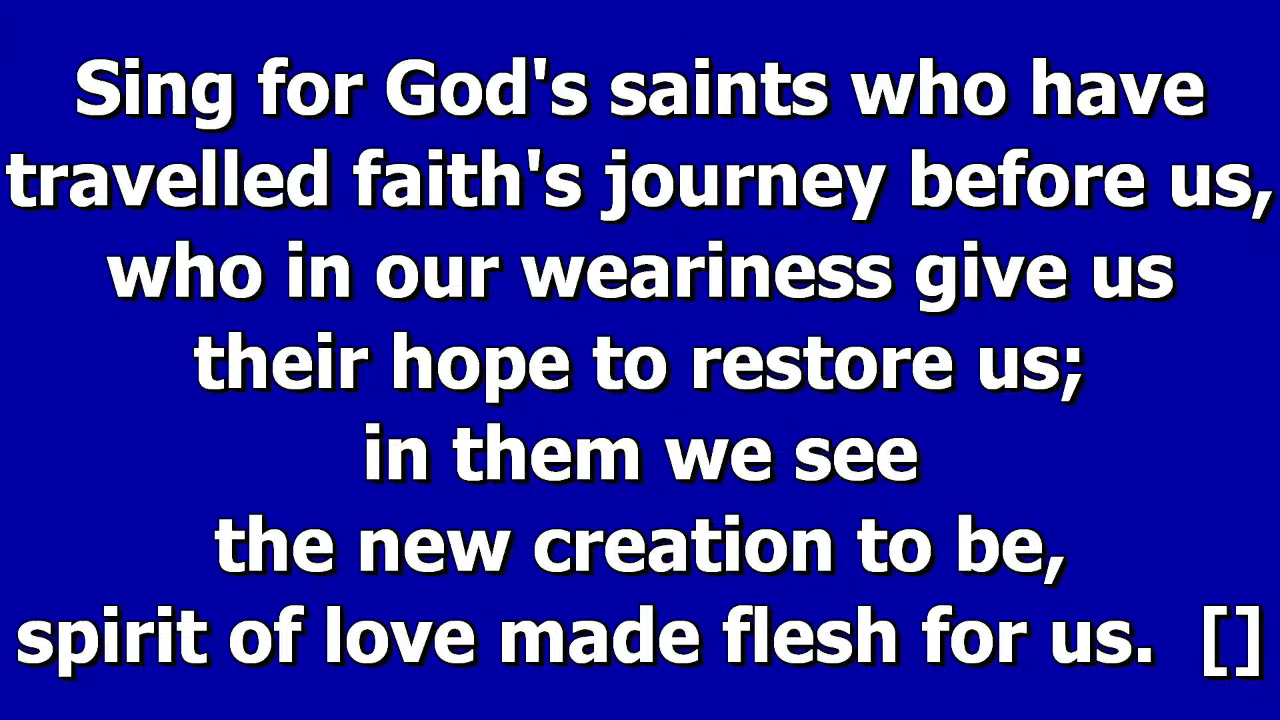 Sing for God's saints who have
travelled faith's journey before us,
who in our weariness give us
their hope to restore us;
in them we see
the new creation to be,
spirit of love made flesh for us.  []